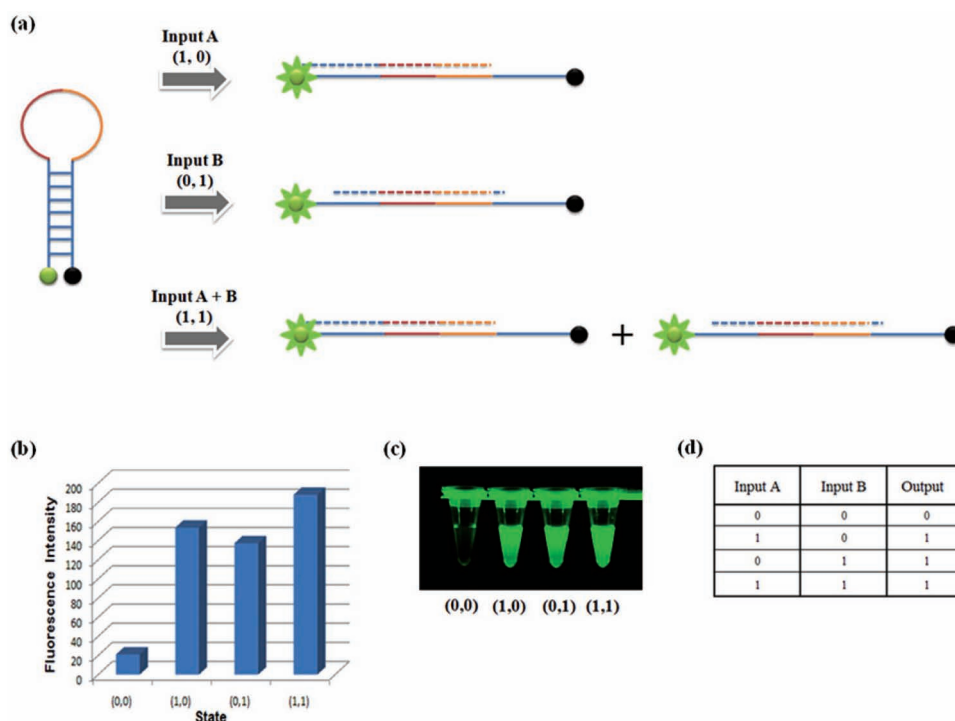 (a)
Input A
(1, 0)
Input B
(0, 1)
Input A + B
(1, 1)
+
(b)
Fluorescence Intensity
200
180
160
140
120
100
80
60
40
20
0
(0,0) (1,0) (0,1) (1,1)
State
(c)
(0,0) (1,0) (0,1) (1,1)
(d)
Input A Input B Output
0 0 0
1 0 1
0 1 1
1 1 1